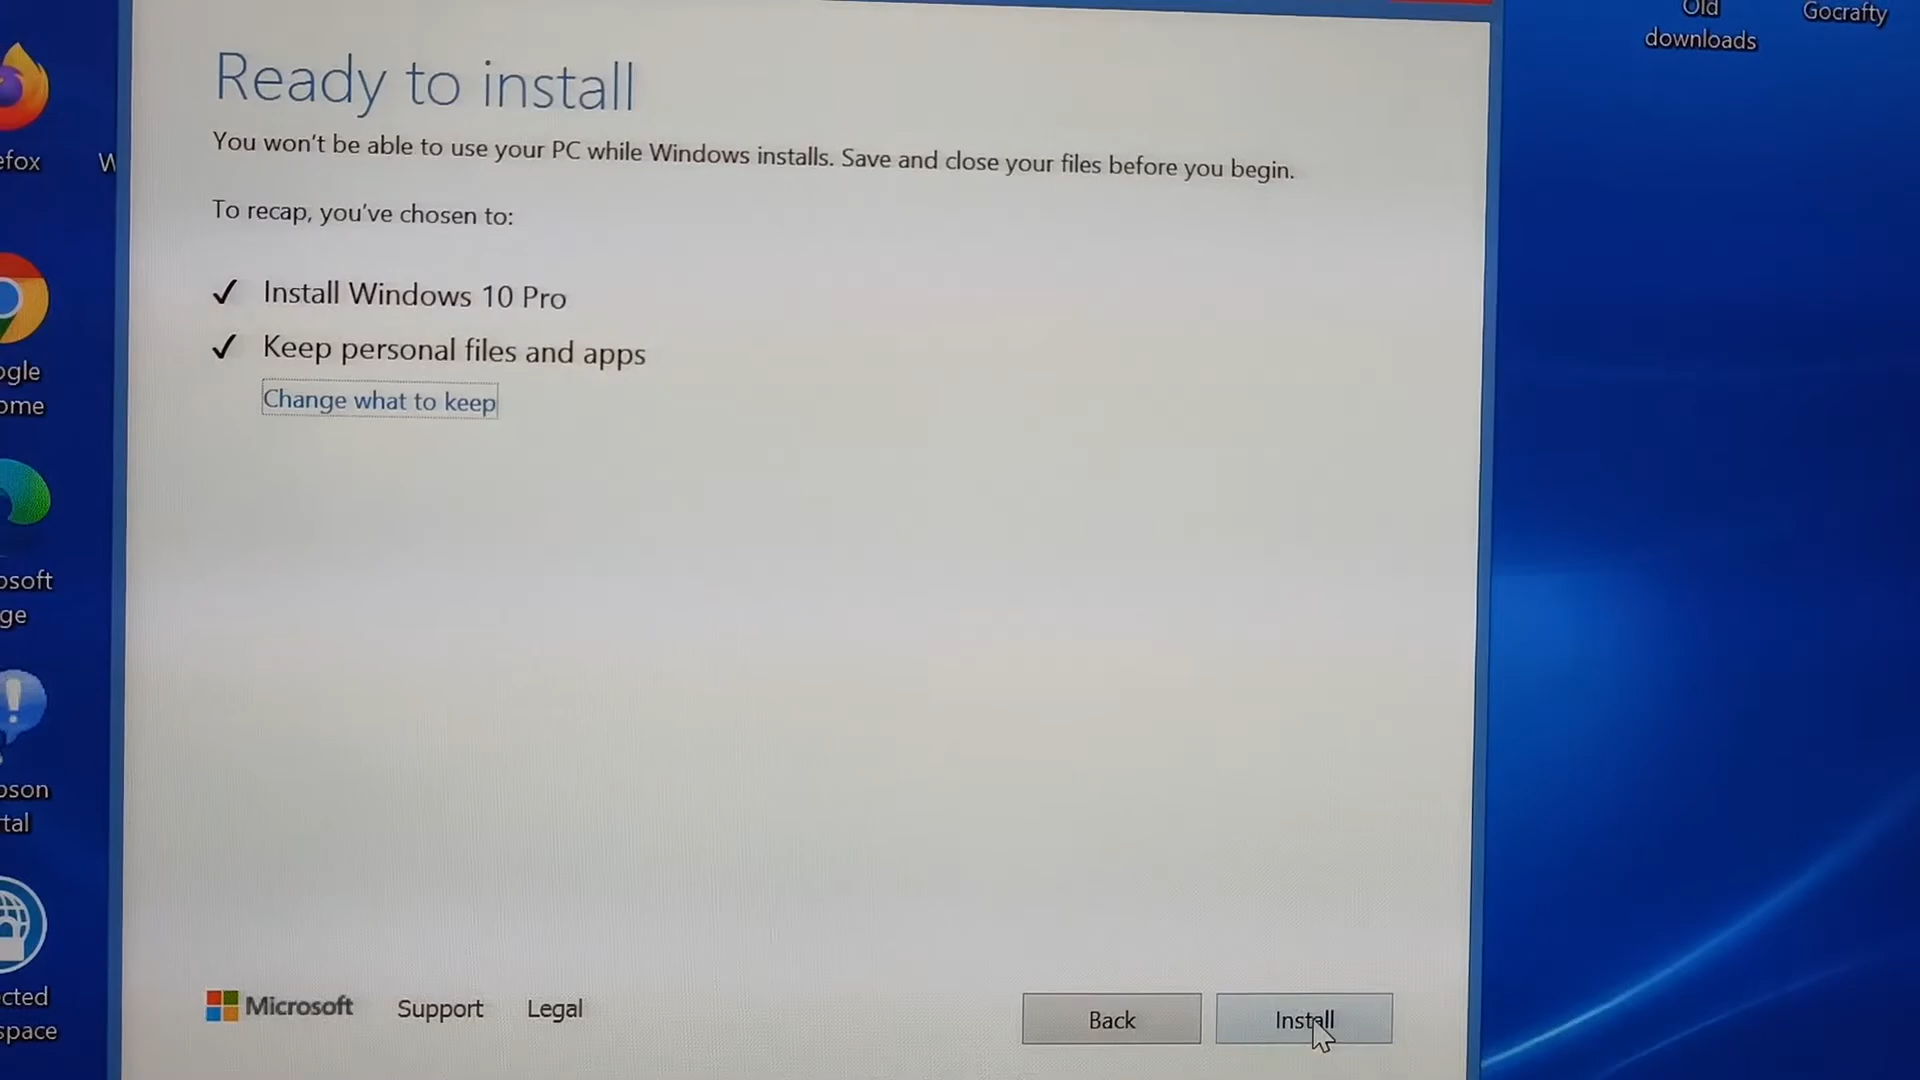 Old
downloads
Gocrafty
efox
W
Ready to install
You won't be able to use your PC while Windows installs. Save and close your files before you begin.
To recap, you've chosen to:
✓ Install Windows 10 Pro
✓ Keep personal files and apps
Change what to keep
ogle
ome
osoft
ge
pson
rtal
cted
space
Microsoft
Support
Legal
Back
Install